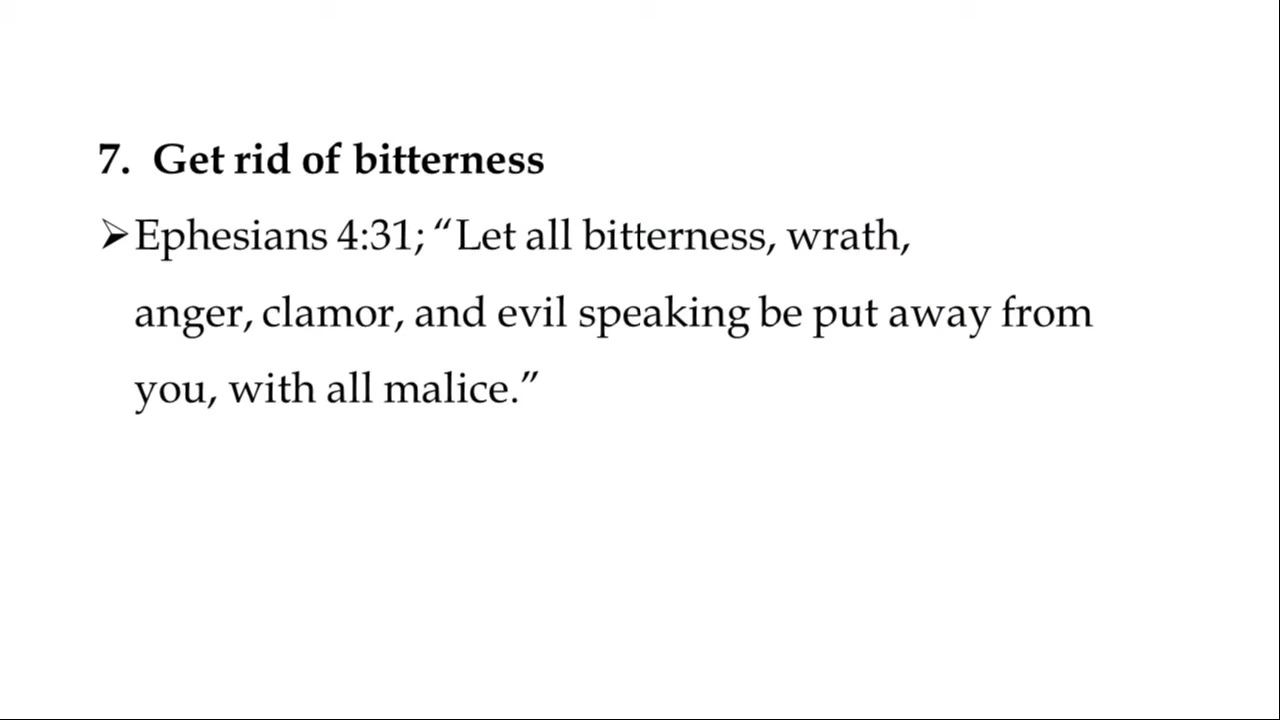 7. Get rid of bitterness
➢Ephesians 4:31; “Let all bitterness, wrath,
anger, clamor, and evil speaking be put away from
you, with all malice.”